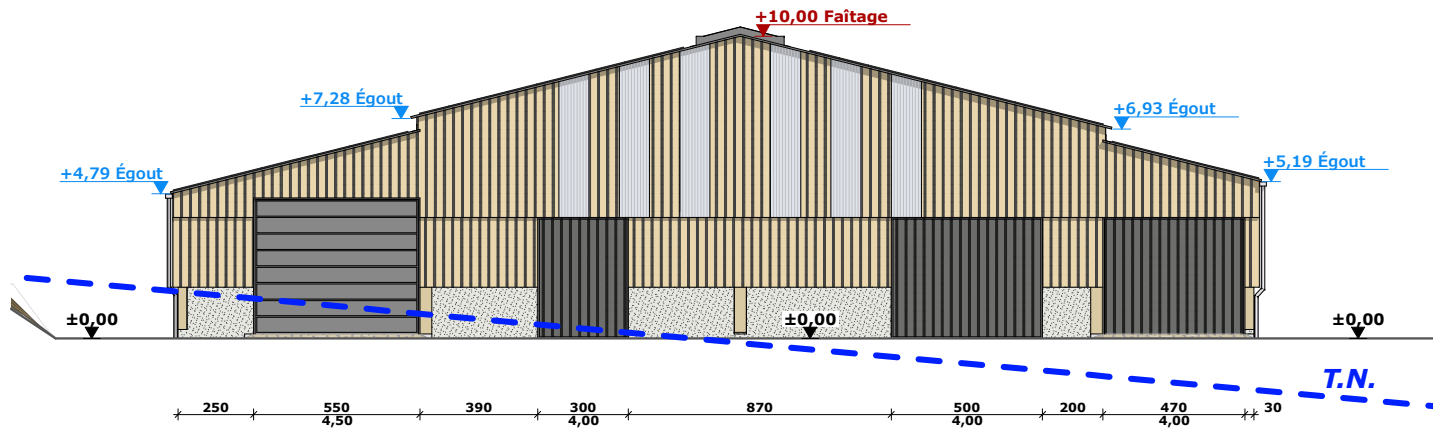 +10,00 Faîtage
+7,28 Égout
+6,93 Égout
+4,79 Égout
+5,19 Égout
±0,00
±0,00
±0,00
T.N.
250 550 390 300 870 500 200 470 30
4,50 4,00 4,00 4,00